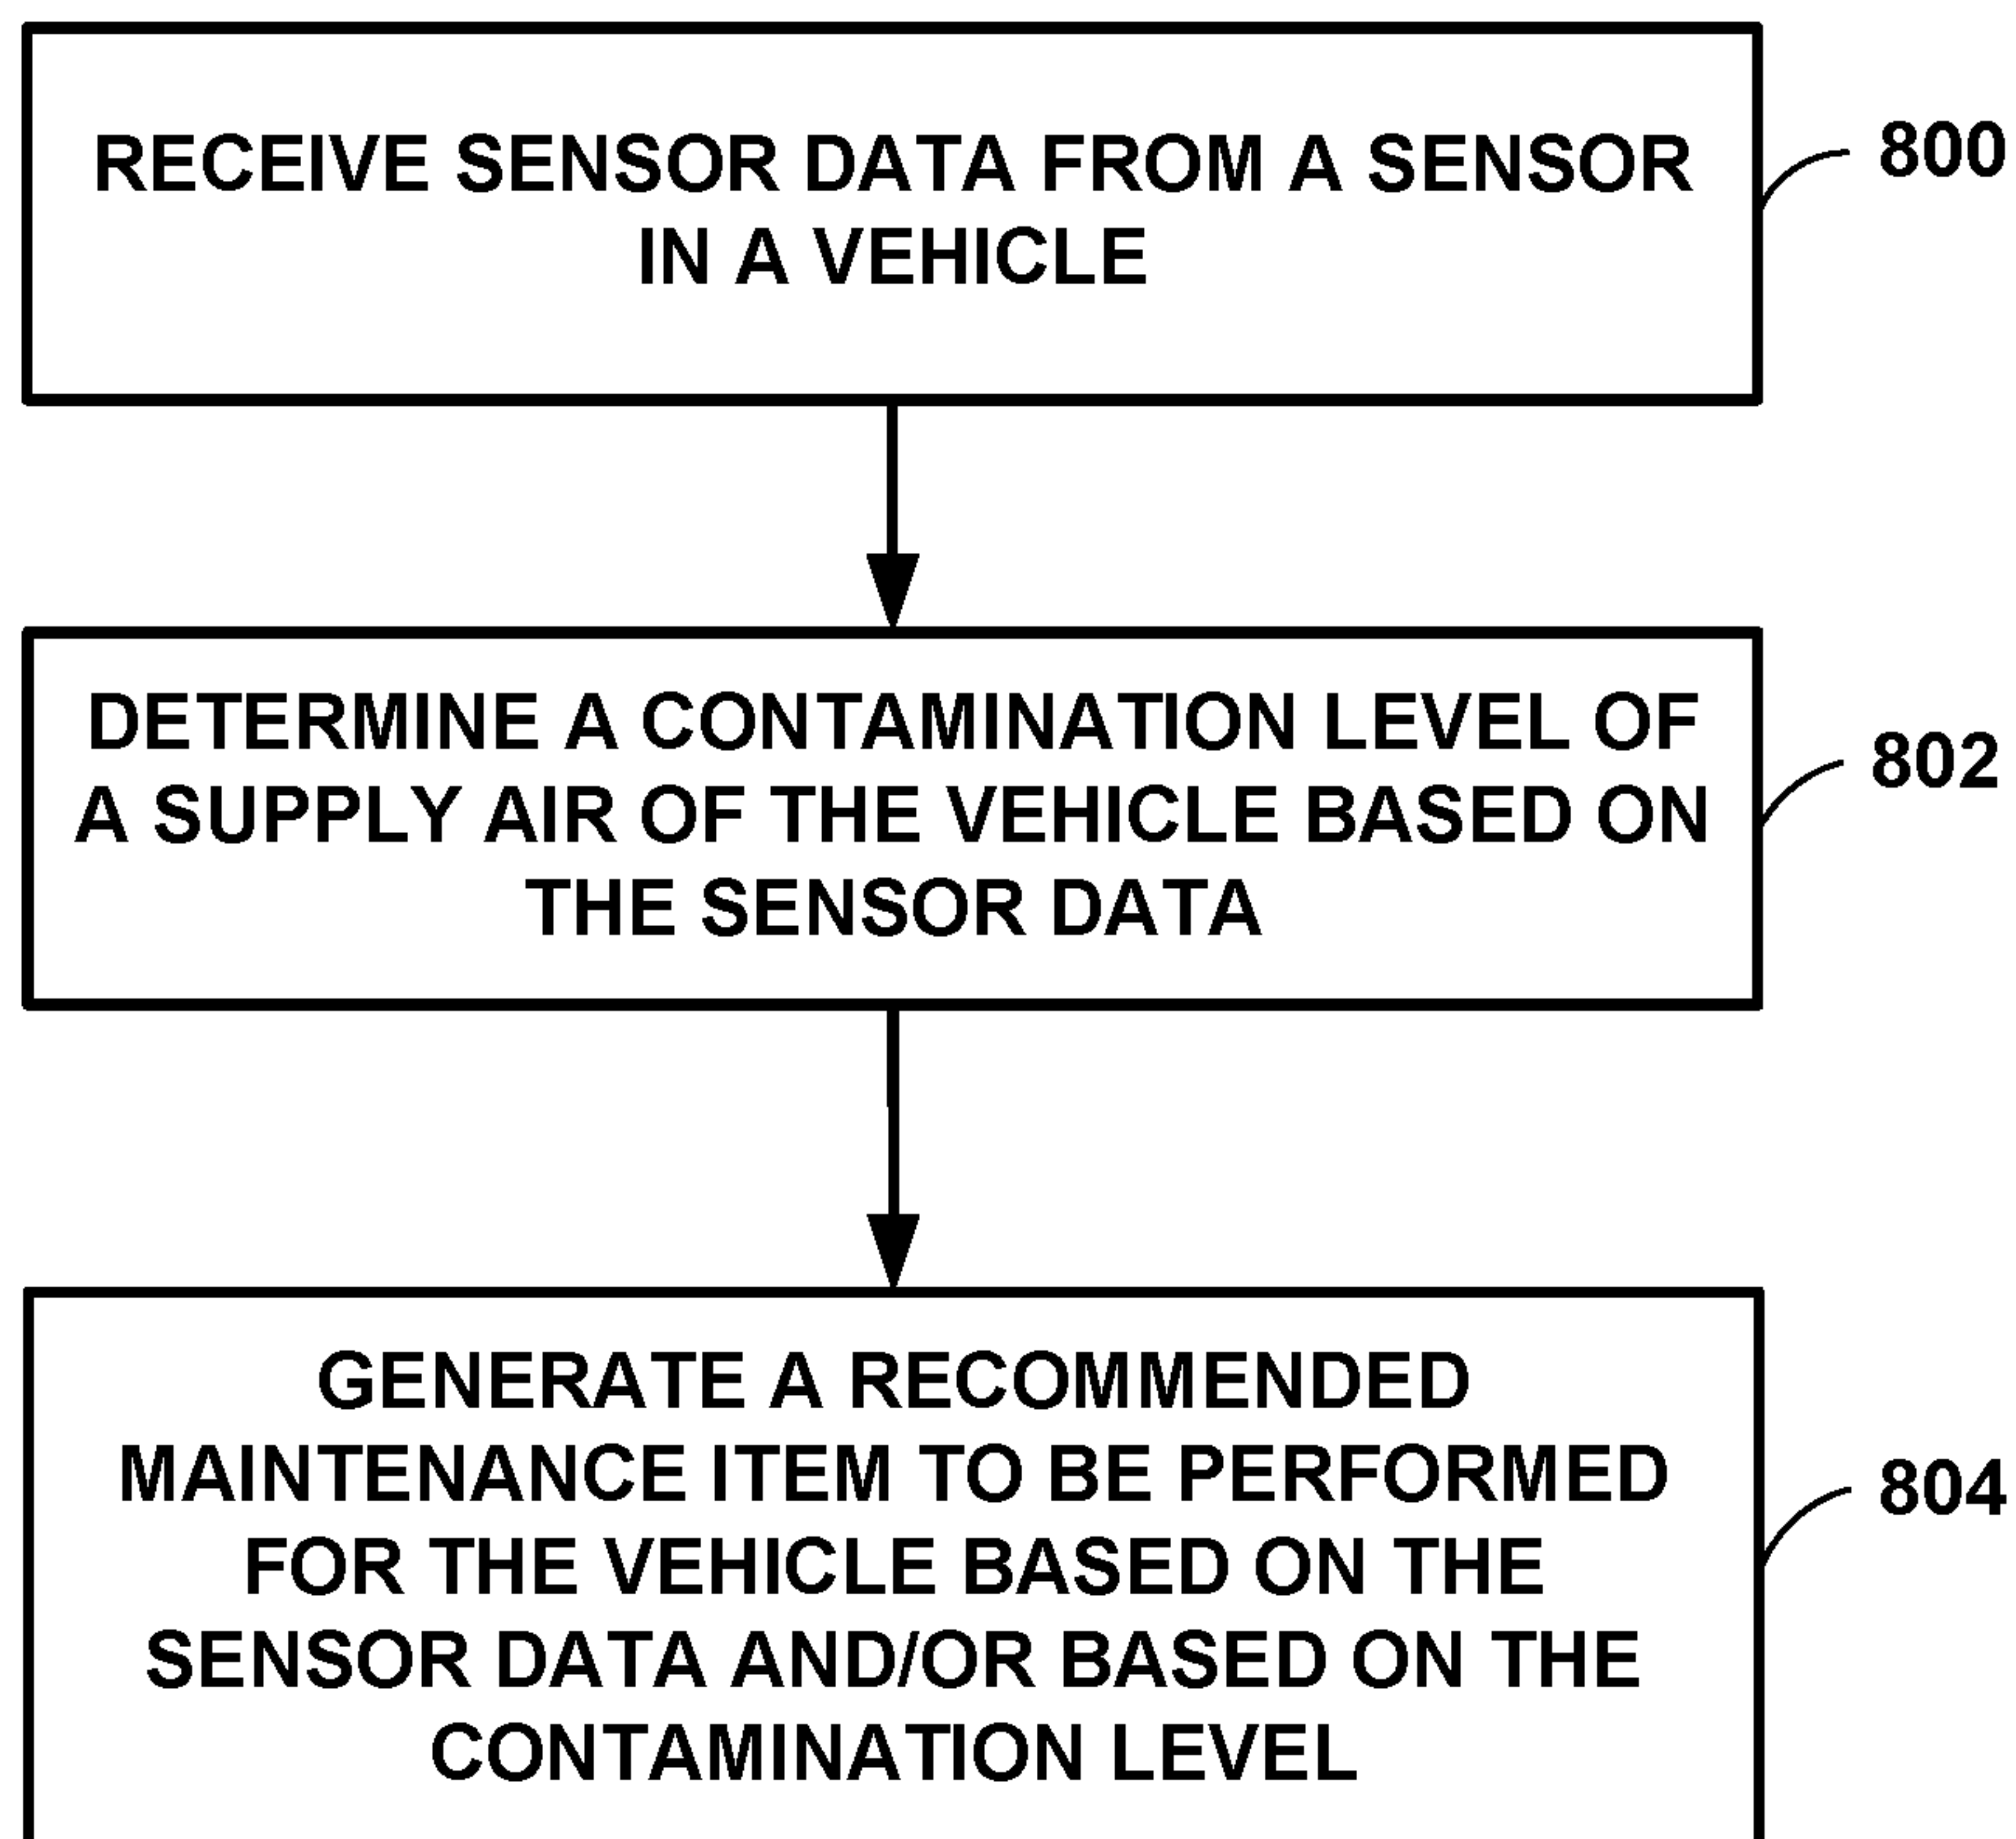 RECEIVE SENSOR DATA FROM A SENSOR
IN A VEHICLE
800
DETERMINE A CONTAMINATION LEVEL OF
A SUPPLY AIR OF THE VEHICLE BASED ON
THE SENSOR DATA
802
GENERATE A RECOMMENDED
MAINTENANCE ITEM TO BE PERFORMED
FOR THE VEHICLE BASED ON THE
SENSOR DATA AND/OR BASED ON THE
CONTAMINATION LEVEL
804